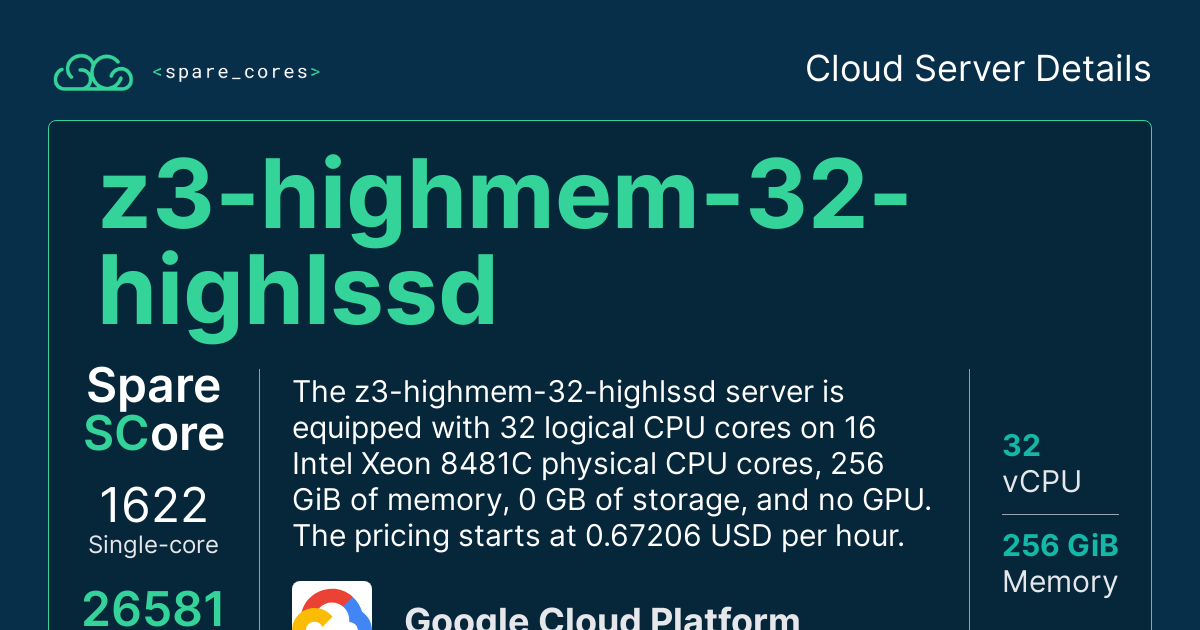 <spare_cores>
Cloud Server Details
z3-highmem-32-
highlssd
Spare
SCore
1622
Single-core
26581
The z3-highmem-32-highlssd server is
equipped with 32 logical CPU cores on 16
Intel Xeon 8481C physical CPU cores, 256
GiB of memory, 0 GB of storage, and no GPU.
The pricing starts at 0.67206 USD per hour.
Google Cloud Platform
32
vCPU
256 GiB
Memory